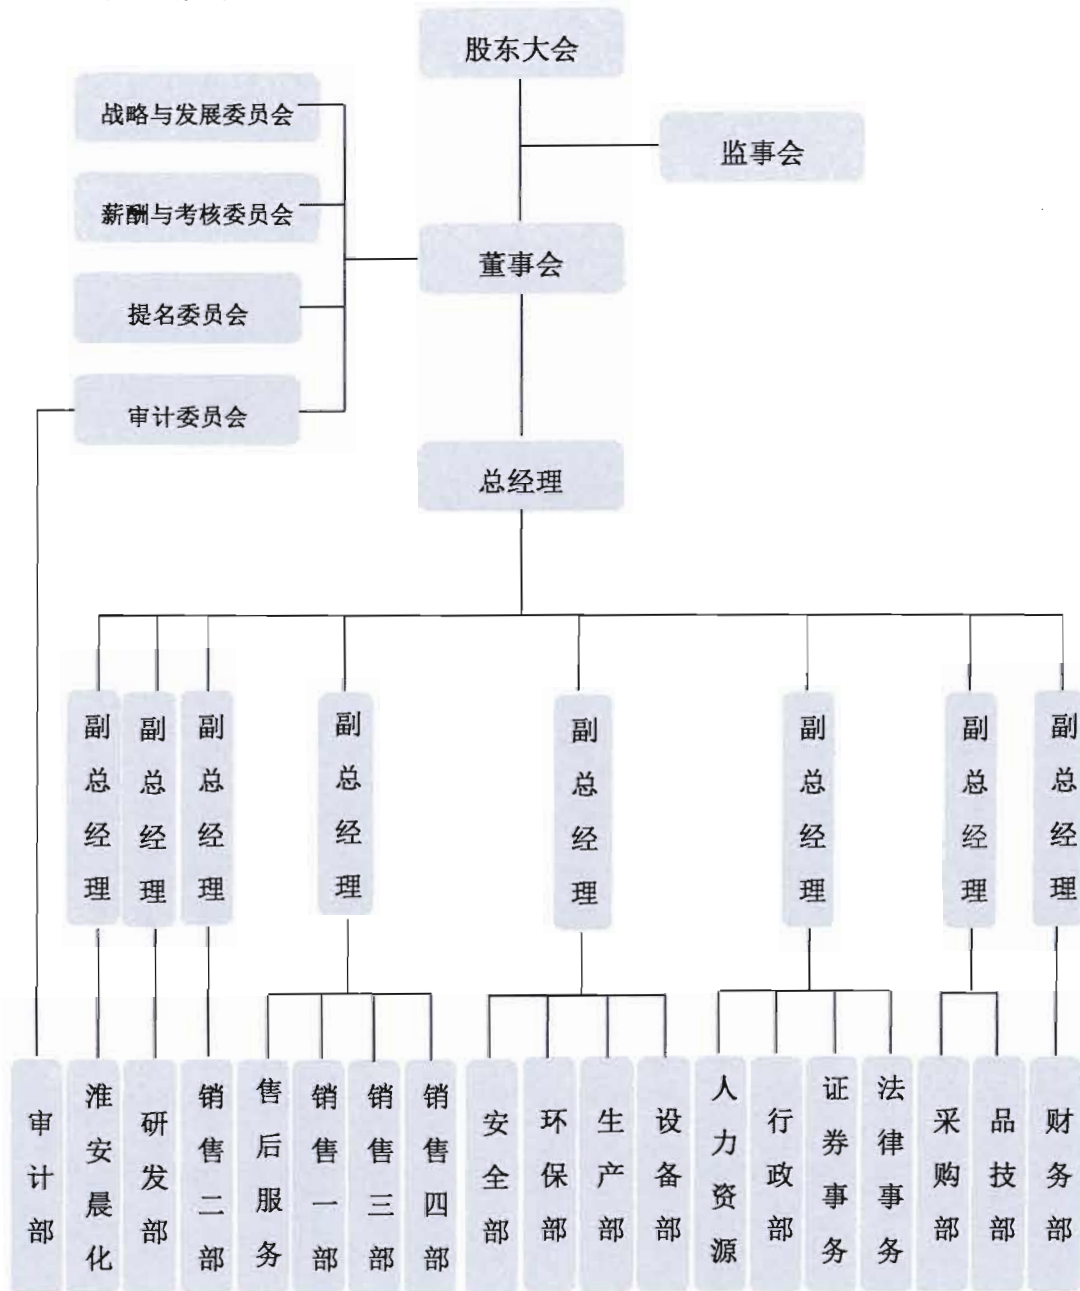 股东大会
战略与发展委员会
监事会
薪酬与考核委员会
董事会
提名委员会
审计委员会
总经理
副总经理
副总经理
副总经理
副总经理
副总经理
副总经理
副总经理
副总经理
审计部
淮安晨化
研发部
销售二部
售后服务
销售一部
销售三部
销售四部
安全部
环保部
生产部
设备部
人力资源
行政部
证券事务
法律事务
采购部
品技部
财务部